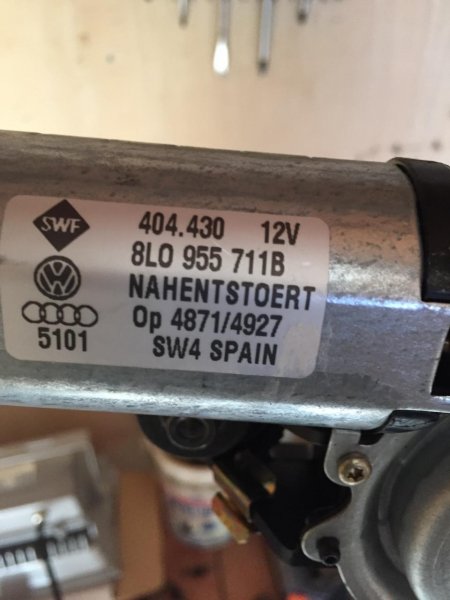 SWF
404.430 12V
8L0 955 711B
NAHENTSTOERT
5101
Op 4871/4927
SW4 SPAIN